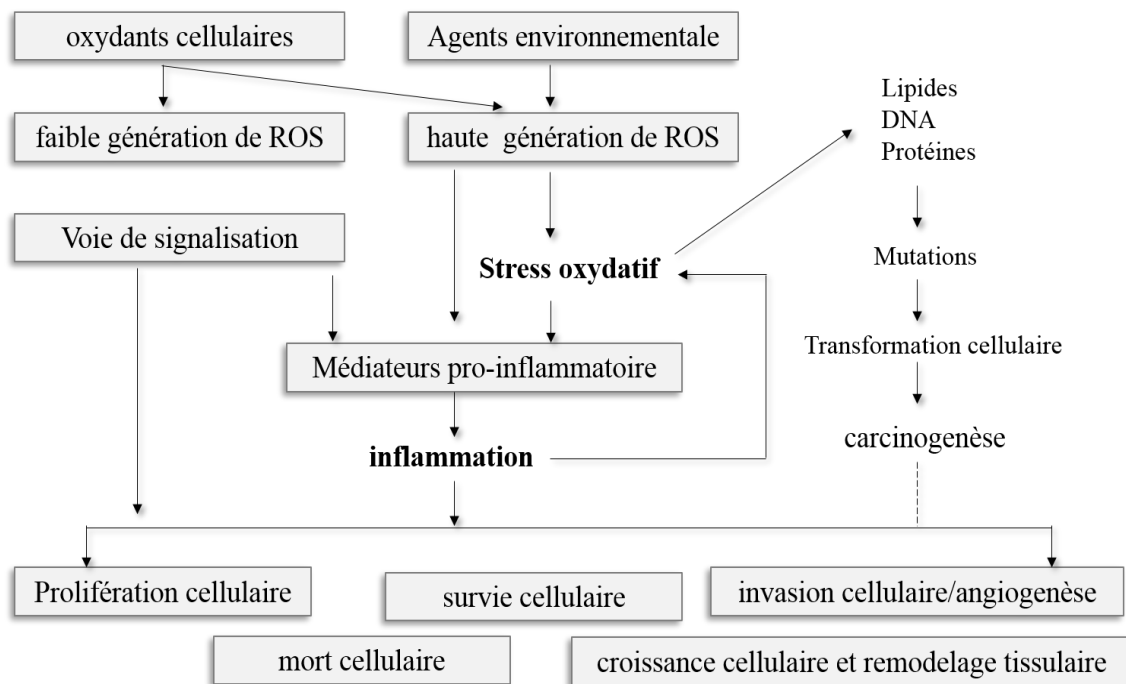 oxydants cellulaires
Agents environnementale
faible génération de ROS
haute génération de ROS
Lipides
DNA
Protéines
Voie de signalisation
Stress oxydatif
Mutations
Médiateurs pro-inflammatoire
Transformation cellulaire
inflammation
carcinogenèse
Prolifération cellulaire
survie cellulaire
invasion cellulaire/angiogenèse
mort cellulaire
croissance cellulaire et remodelage tissulaire